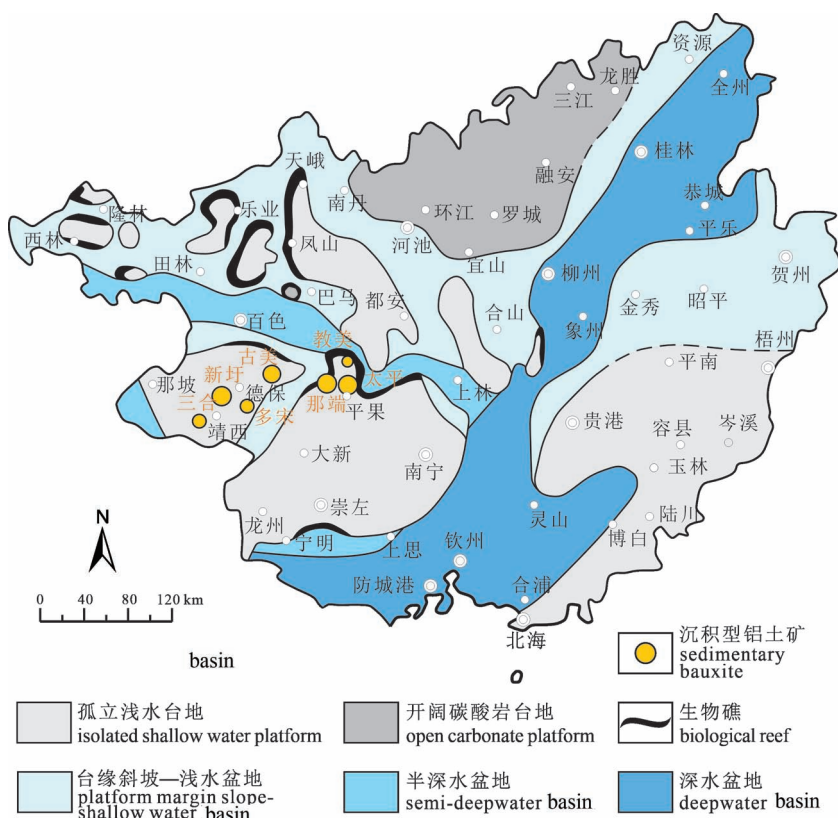 资源
龙胜
全州
三江
桂林
天峨
融安
南丹
恭城
乐业
环江
罗城
隆林
平乐
西林
凤山
河池
宜山
贺州
田林
柳州
巴马
都安
金秀
昭平
百色
合山
象州
梧州
教美
古美
平南
那坡
新圩
太平
上林
德保
三合
那端
平果
多宋
贵港
岑溪
靖西
容县
大新
南宁
玉林
崇左
龙州
灵山
陆川
博白
宁明
上思
钦州
防城港
合浦
北海
N
0 40 80 120 km
basin
沉积型铝土矿
sedimentary
bauxite
孤立浅水台地
isolated shallow water platform
开阔碳酸岩台地
open carbonate platform
生物礁
biological reef
台缘斜坡—浅水盆地
platform margin slope-
shallow water basin
半深水盆地
semi-deepwater basin
深水盆地
deepwater basin